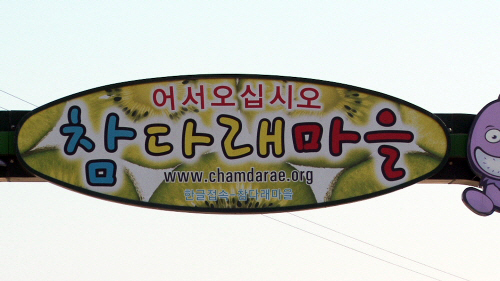 어서오십시오
참다래마을
www.chamdarae.org
한글접속 참다래마을